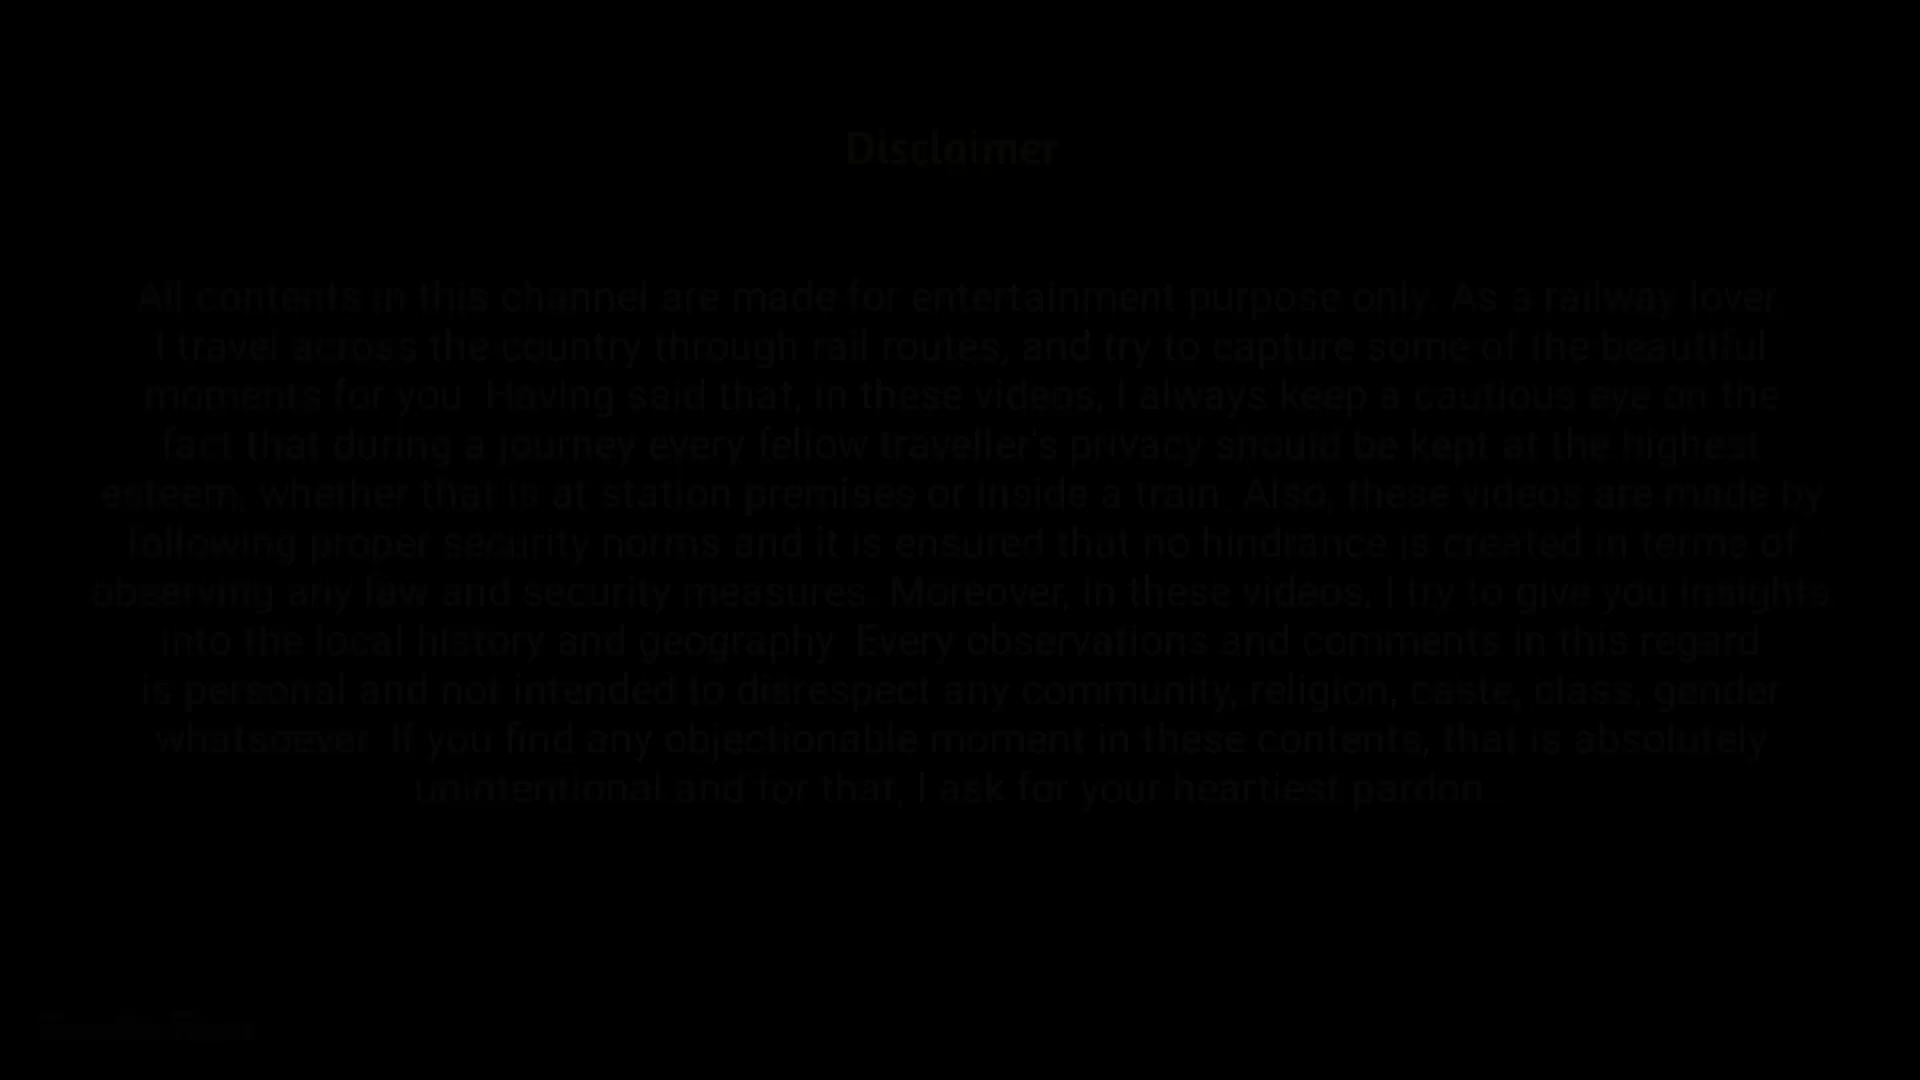 Disclaimer
All contents in this channel are made for entertainment purpose only. As a railway lover,
I travel across the country through rail routes, and try to capture some of the beautiful
moments for you. Having said that, in these videos, I always keep a cautious eye on the
fact that during a journey every fellow traveller's privacy should be kept at the highest
esteem, whether that is at station premises or inside a train. Also, these videos are made by
following proper security norms and it is ensured that no hindrance is created in terms of
observing any law and security measures. Moreover, in these videos, I try to give you insights
into the local history and geography. Every observations and comments in this regard
is personal and not intended to disrespect any community, religion, caste, class, gender
whatsoever. If you find any objectionable moment in these contents, that is absolutely
unintentional and for that, I ask for your heartiest pardon...